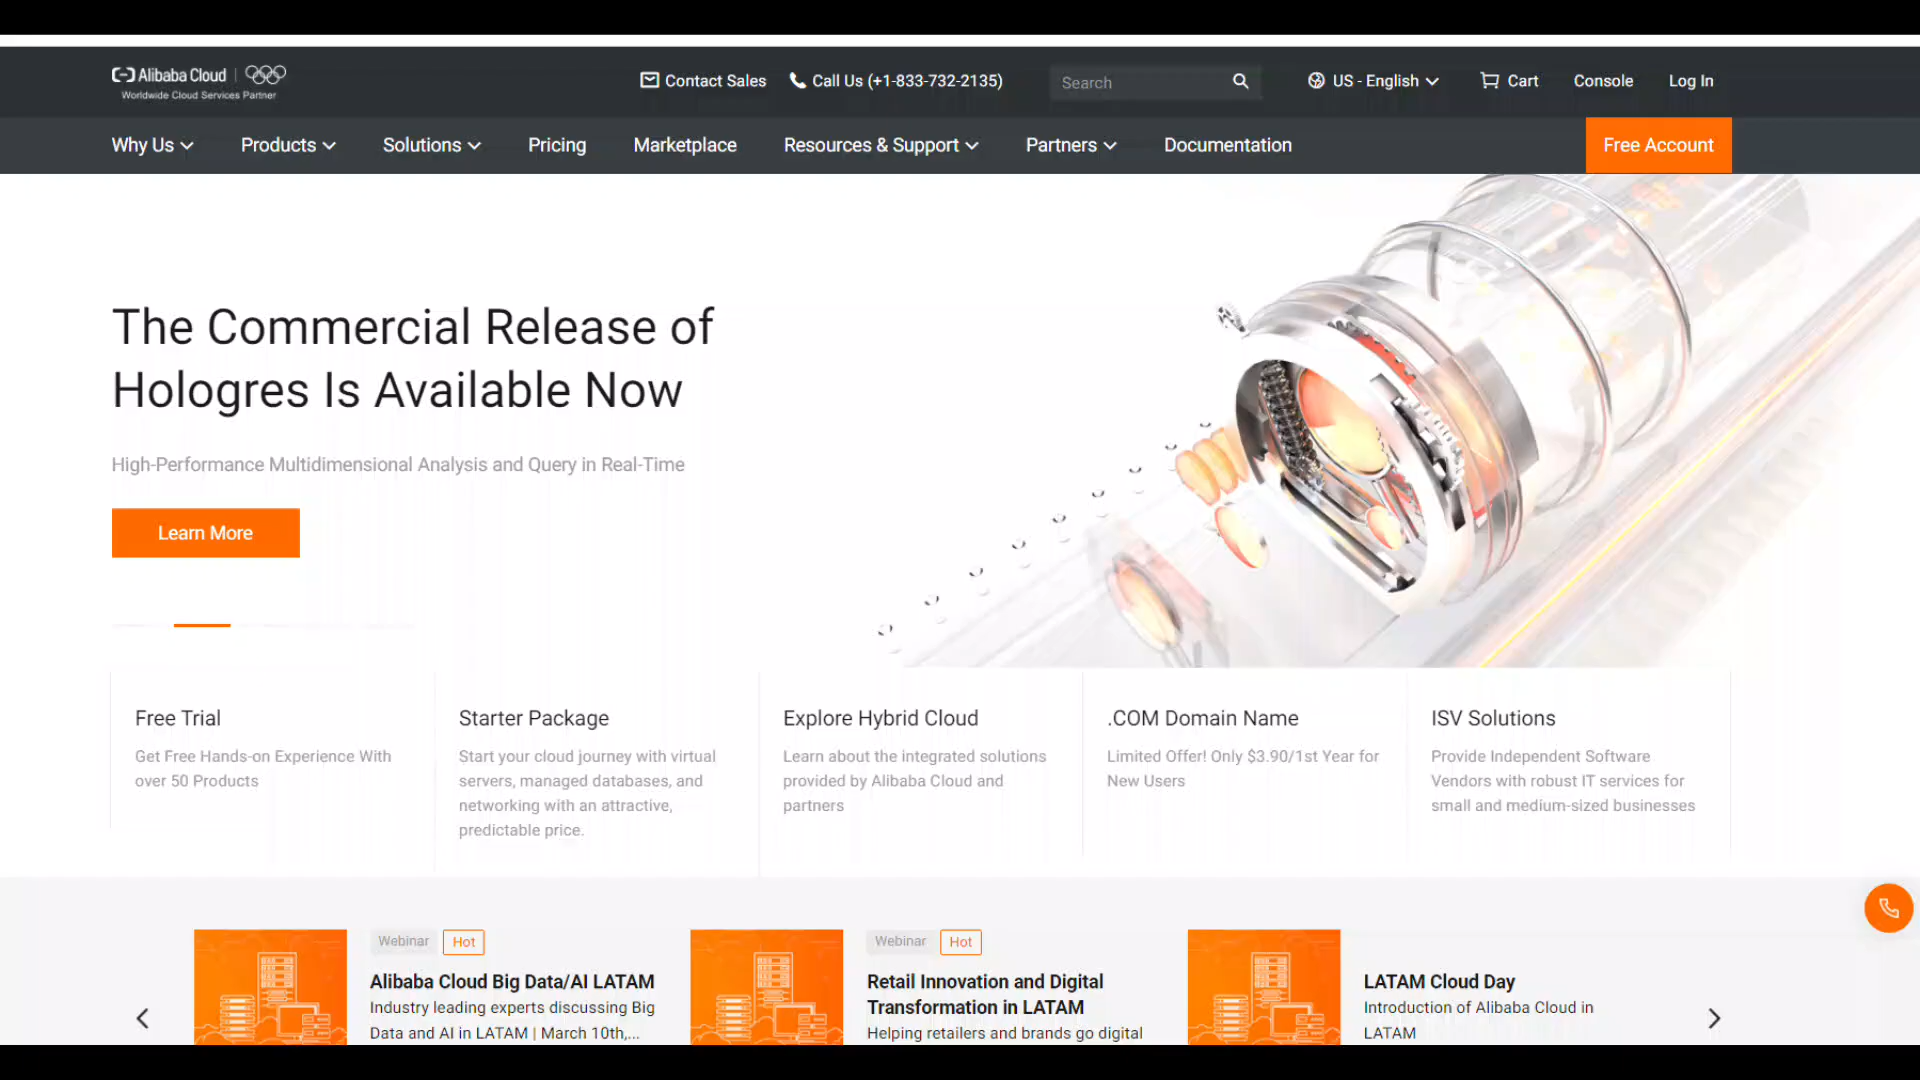 Alibaba Cloud
Worldwide Cloud Services Partner
Contact Sales
Call Us (+1-833-732-2135)
Search
US - English
Cart
Console
Log In
Why Us
Products
Solutions
Pricing
Marketplace
Resources & Support
Partners
Documentation
Free Account
The Commercial Release of
Hologres Is Available Now
High-Performance Multidimensional Analysis and Query in Real-Time
Learn More
Free Trial
Get Free Hands-on Experience With
over 50 Products
Starter Package
Start your cloud journey with virtual
servers, managed databases, and
networking with an attractive,
predictable price.
Explore Hybrid Cloud
Learn about the integrated solutions
provided by Alibaba Cloud and
partners
.COM Domain Name
Limited Offer! Only $3.90/1st Year for
New Users
ISV Solutions
Provide Independent Software
Vendors with robust IT services for
small and medium-sized businesses
Webinar
Hot
Alibaba Cloud Big Data/AI LATAM
Industry leading experts discussing Big
Data and AI in LATAM | March 10th,...
Webinar
Hot
Retail Innovation and Digital
Transformation in LATAM
Helping retailers and brands go digital
LATAM Cloud Day
Introduction of Alibaba Cloud in
LATAM